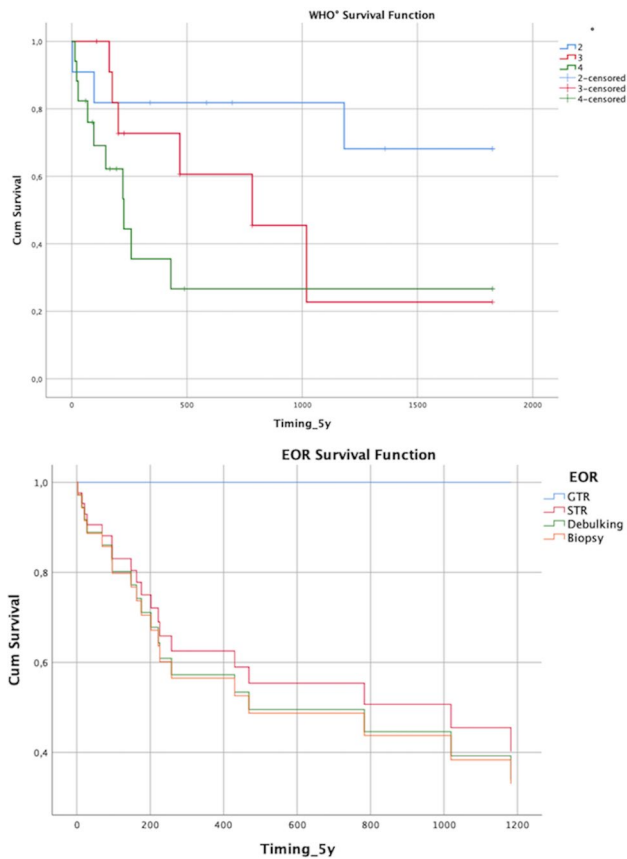 WHO* Survival Function
*
2
3
4
2-censored
3-censored
4-censored
1,0
0,8
0,6
0,4
0,2
0,0
Cum Survival
0 500 1000 1500 2000
Timing_5y
EOR Survival Function
EOR
GTR
STR
Debulking
Biopsy
1,0
0,8
0,6
0,4
Cum Survival
0 200 400 600 800 1000 1200
Timing_5y